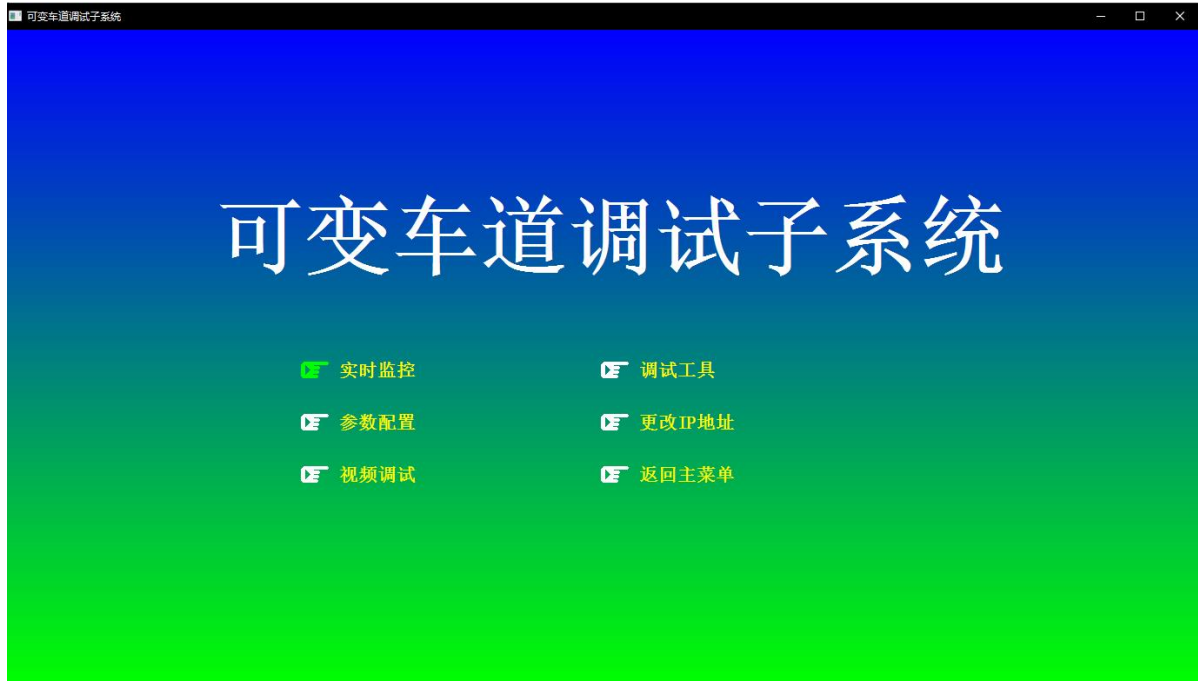 可变车道调试子系统
可变车道调试子系统
实时监控
调试工具
参数配置
更改IP地址
视频调试
返回主菜单